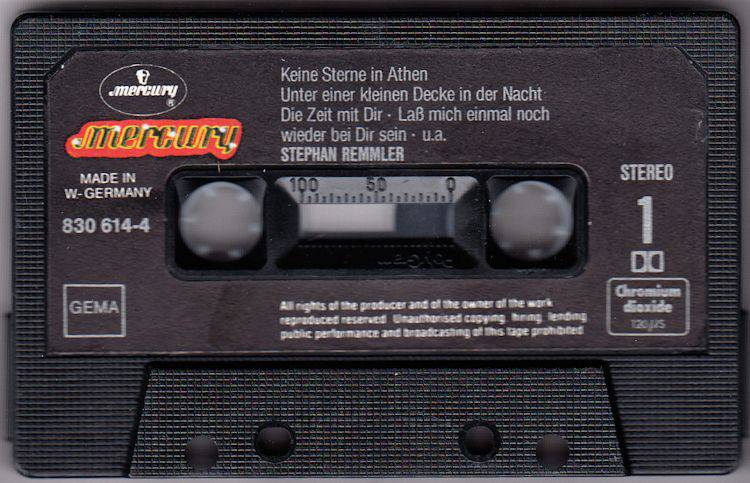 mercury
®
Keine Sterne in Athen
Unter einer kleinen Decke in der Nacht
Die Zeit mit Dir · Laß mich einmal noch
wieder bei Dir sein · u.a.
STEPHAN REMMLER
mercury
MADE IN
W-GERMANY
830 614-4
STEREO
1
100 50 0
PolyGram
GEMA
Chromium
dioxide
120 µS
All rights of the producer and of the owner of the work
reproduced reserved Unauthorised copying hiring lending
public performance and broadcasting of this tape prohibited